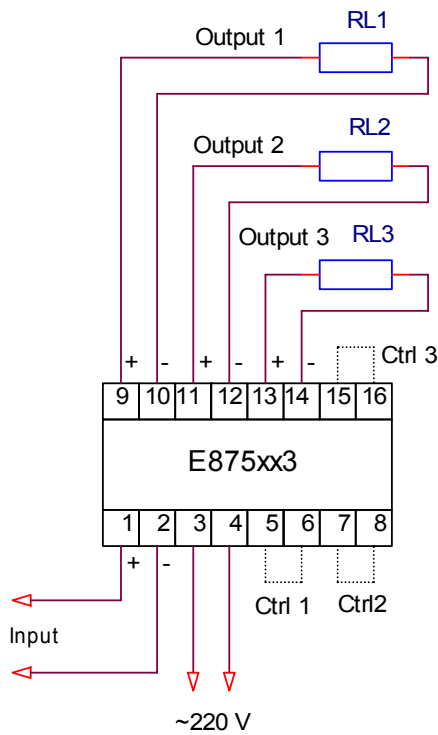 Output 1
RL1
Output 2
RL2
Output 3
RL3
Ctrl 3
+ - + - + -
9 10 11 12 13 14 15 16
E875xx3
1 2 3 4 5 6 7 8
+ -
Ctrl 1
Ctrl2
Input
~220 V